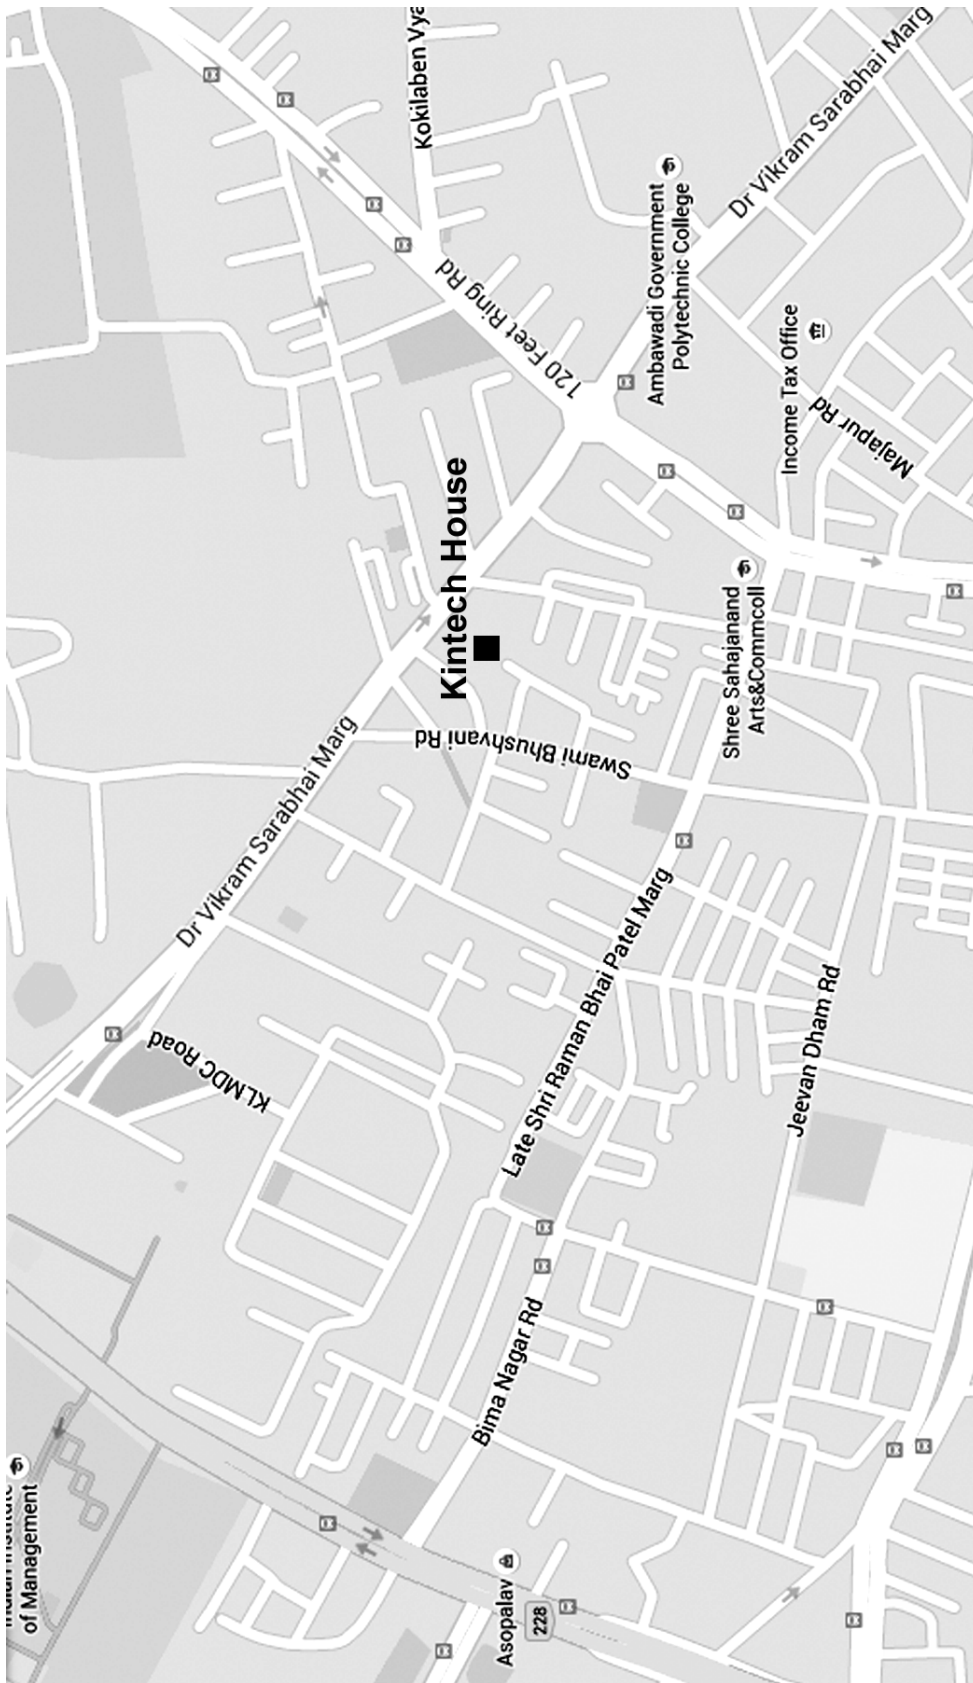 Kokilaben Vya
Dr Vikram Sarabhai Marg
120 Feet Ring Rd
Ambawadi Government
Polytechnic College
Income Tax Office
Majapur Rd
Kintech House
Shree Sahajanand
Arts&Commcoll
Swami Bhushvani Rd
Dr Vikram Sarabhai Marg
KLMDC Road
Late Shri Raman Bhai Patel Marg
Jeevan Dham Rd
Bima Nagar Rd
of Management
Asopalav
228